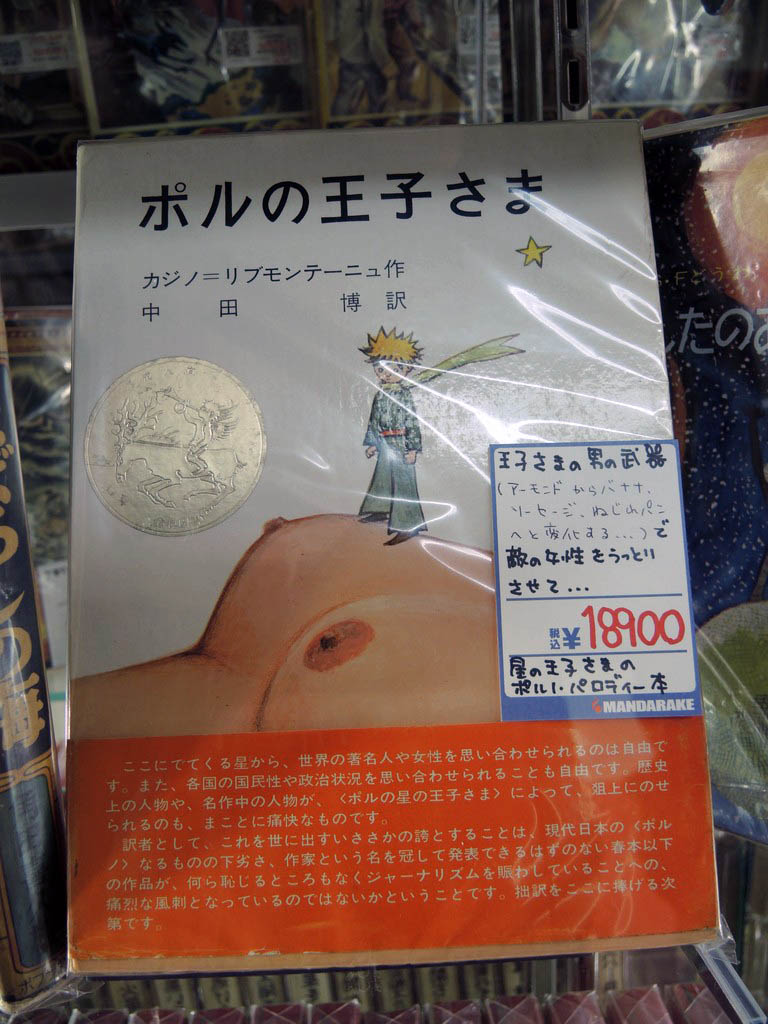 ポルの王子さま
カジノ=リブモンテーニュ作
中田 博訳
王子さまの男の武器
(アーモンドからバナナ、
ソーセージ、ねじりパン
へと変化する...)で
敵の女性をうっとり
させて...
税込 ¥18900
星の王子さまの
ポルノ・パロディー本
MANDARAKE
ここにでてくる星から、世界の著名人や女性を思い合わせられるのは自由で
す。また、各国の国民性や政治状況を思い合わせられることも自由です。歴史
上の人物や、名作中の人物が、〈ポルの星の王子さま〉によって、俎上にのせ
られるのも、まことに痛快なものです。
訳者として、これを世に出すいささかの誇とすることは、現代日本の〈ポル
ノ〉なるものの下劣さ、作家という名を冠して発表できるはずのない春本以下
の作品が、何ら恥じるところもなくジャーナリズムを賑わしていることへの、
痛烈な風刺となっているのではないかということです。拙訳をここに捧げる次
第です。
たのお